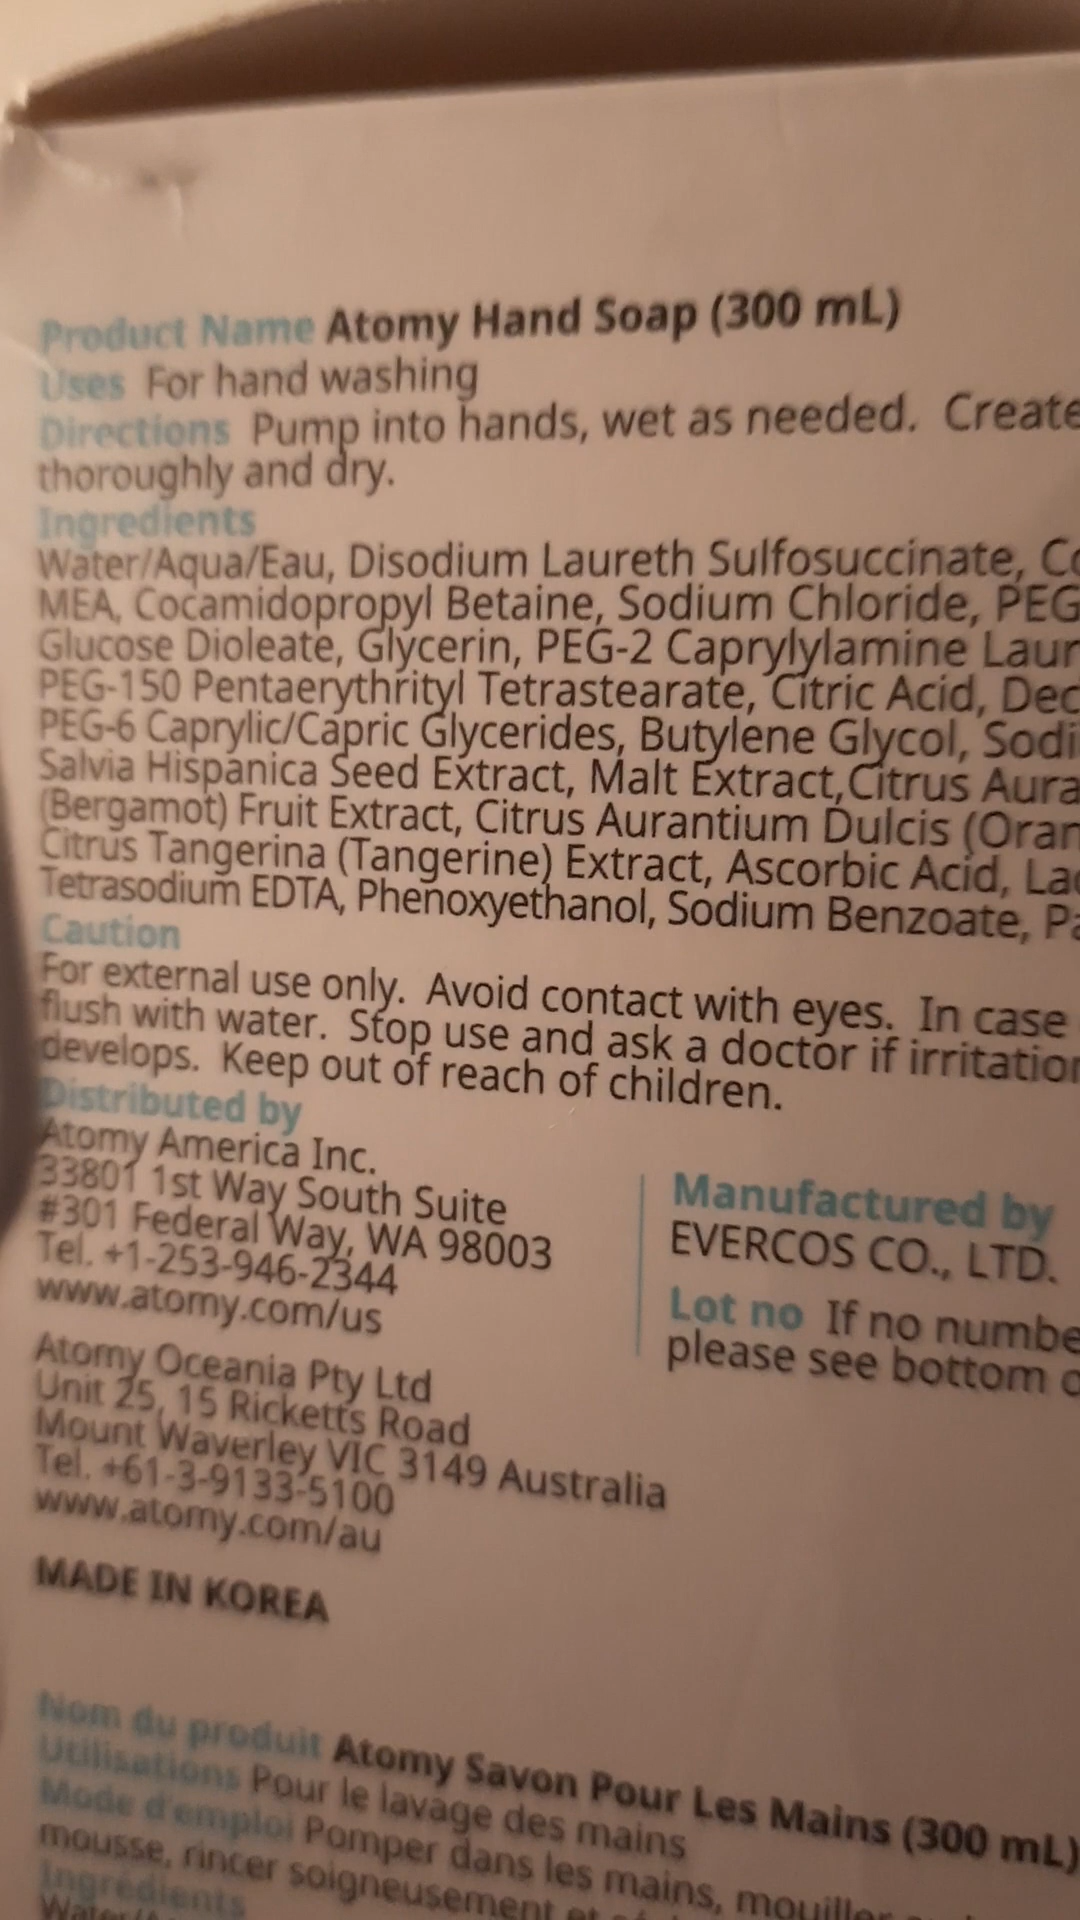 Product Name Atomy Hand Soap (300 mL)
Uses For hand washing
Directions Pump into hands, wet as needed. Create
thoroughly and dry.
Ingredients
Water/Aqua/Eau, Disodium Laureth Sulfosuccinate,
MEA, Cocamidopropyl Betaine, Sodium Chloride, PEG
Glucose Dioleate, Glycerin, PEG-2 Caprylylamine
PEG-150 Pentaerythrityl Tetrastearate, Citric Acid,
PEG-6 Caprylic/Capric Glycerides, Butylene Glycol,
Salvia Hispanica Seed Extract, Malt Extract,Citrus
(Bergamot) Fruit Extract, Citrus Aurantium Dulcis
Citrus Tangerina (Tangerine) Extract, Ascorbic Acid,
Tetrasodium EDTA, Phenoxyethanol, Sodium Benzoate,
Caution
For external use only. Avoid contact with eyes. In case
flush with water. Stop use and ask a doctor if irritation
develops. Keep out of reach of children.
Distributed by
Atomy America Inc.
33801 1st Way South Suite
#301 Federal Way, WA 98003
Tel. +1-253-946-2344
www.atomy.com/us
Atomy Oceania Pty Ltd
Unit 25, 15 Ricketts Road
Mount Waverley VIC 3149 Australia
Tel. +61-3-9133-5100
www.atomy.com/au
MADE IN KOREA
Manufactured by
EVERCOS CO., LTD.
Lot no If no
please see bottom
Nom du produit Atomy Savon Pour Les Mains (300 mL)
Utilisations Pour le lavage des mains
Mode d'emploi Pomper dans les mains, mouiller
mousse, rincer soigneusement et
Ingrédients